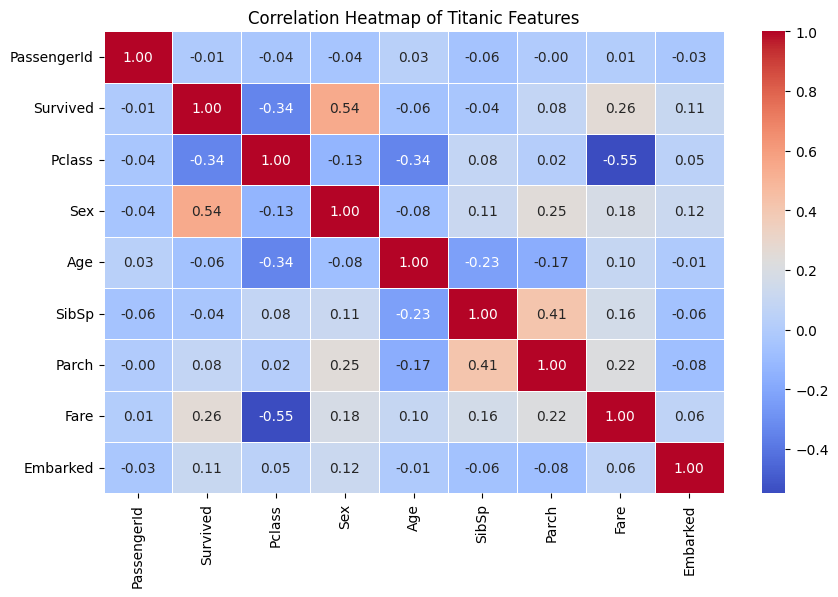 Correlation Heatmap of Titanic Features
PassengerId 1.00 -0.01 -0.04 -0.04 0.03 -0.06 -0.00 0.01 -0.03
Survived -0.01 1.00 -0.34 0.54 -0.06 -0.04 0.08 0.26 0.11
Pclass -0.04 -0.34 1.00 -0.13 -0.34 0.08 0.02 -0.55 0.05
Sex -0.04 0.54 -0.13 1.00 -0.08 0.11 0.25 0.18 0.12
Age 0.03 -0.06 -0.34 -0.08 1.00 -0.23 -0.17 0.10 -0.01
SibSp -0.06 -0.04 0.08 0.11 -0.23 1.00 0.41 0.16 -0.06
Parch -0.00 0.08 0.02 0.25 -0.17 0.41 1.00 0.22 -0.08
Fare 0.01 0.26 -0.55 0.18 0.10 0.16 0.22 1.00 0.06
Embarked -0.03 0.11 0.05 0.12 -0.01 -0.06 -0.08 0.06 1.00
PassengerId Survived Pclass Sex Age SibSp Parch Fare Embarked
1.0
0.8
0.6
0.4
0.2
0.0
−0.2
−0.4